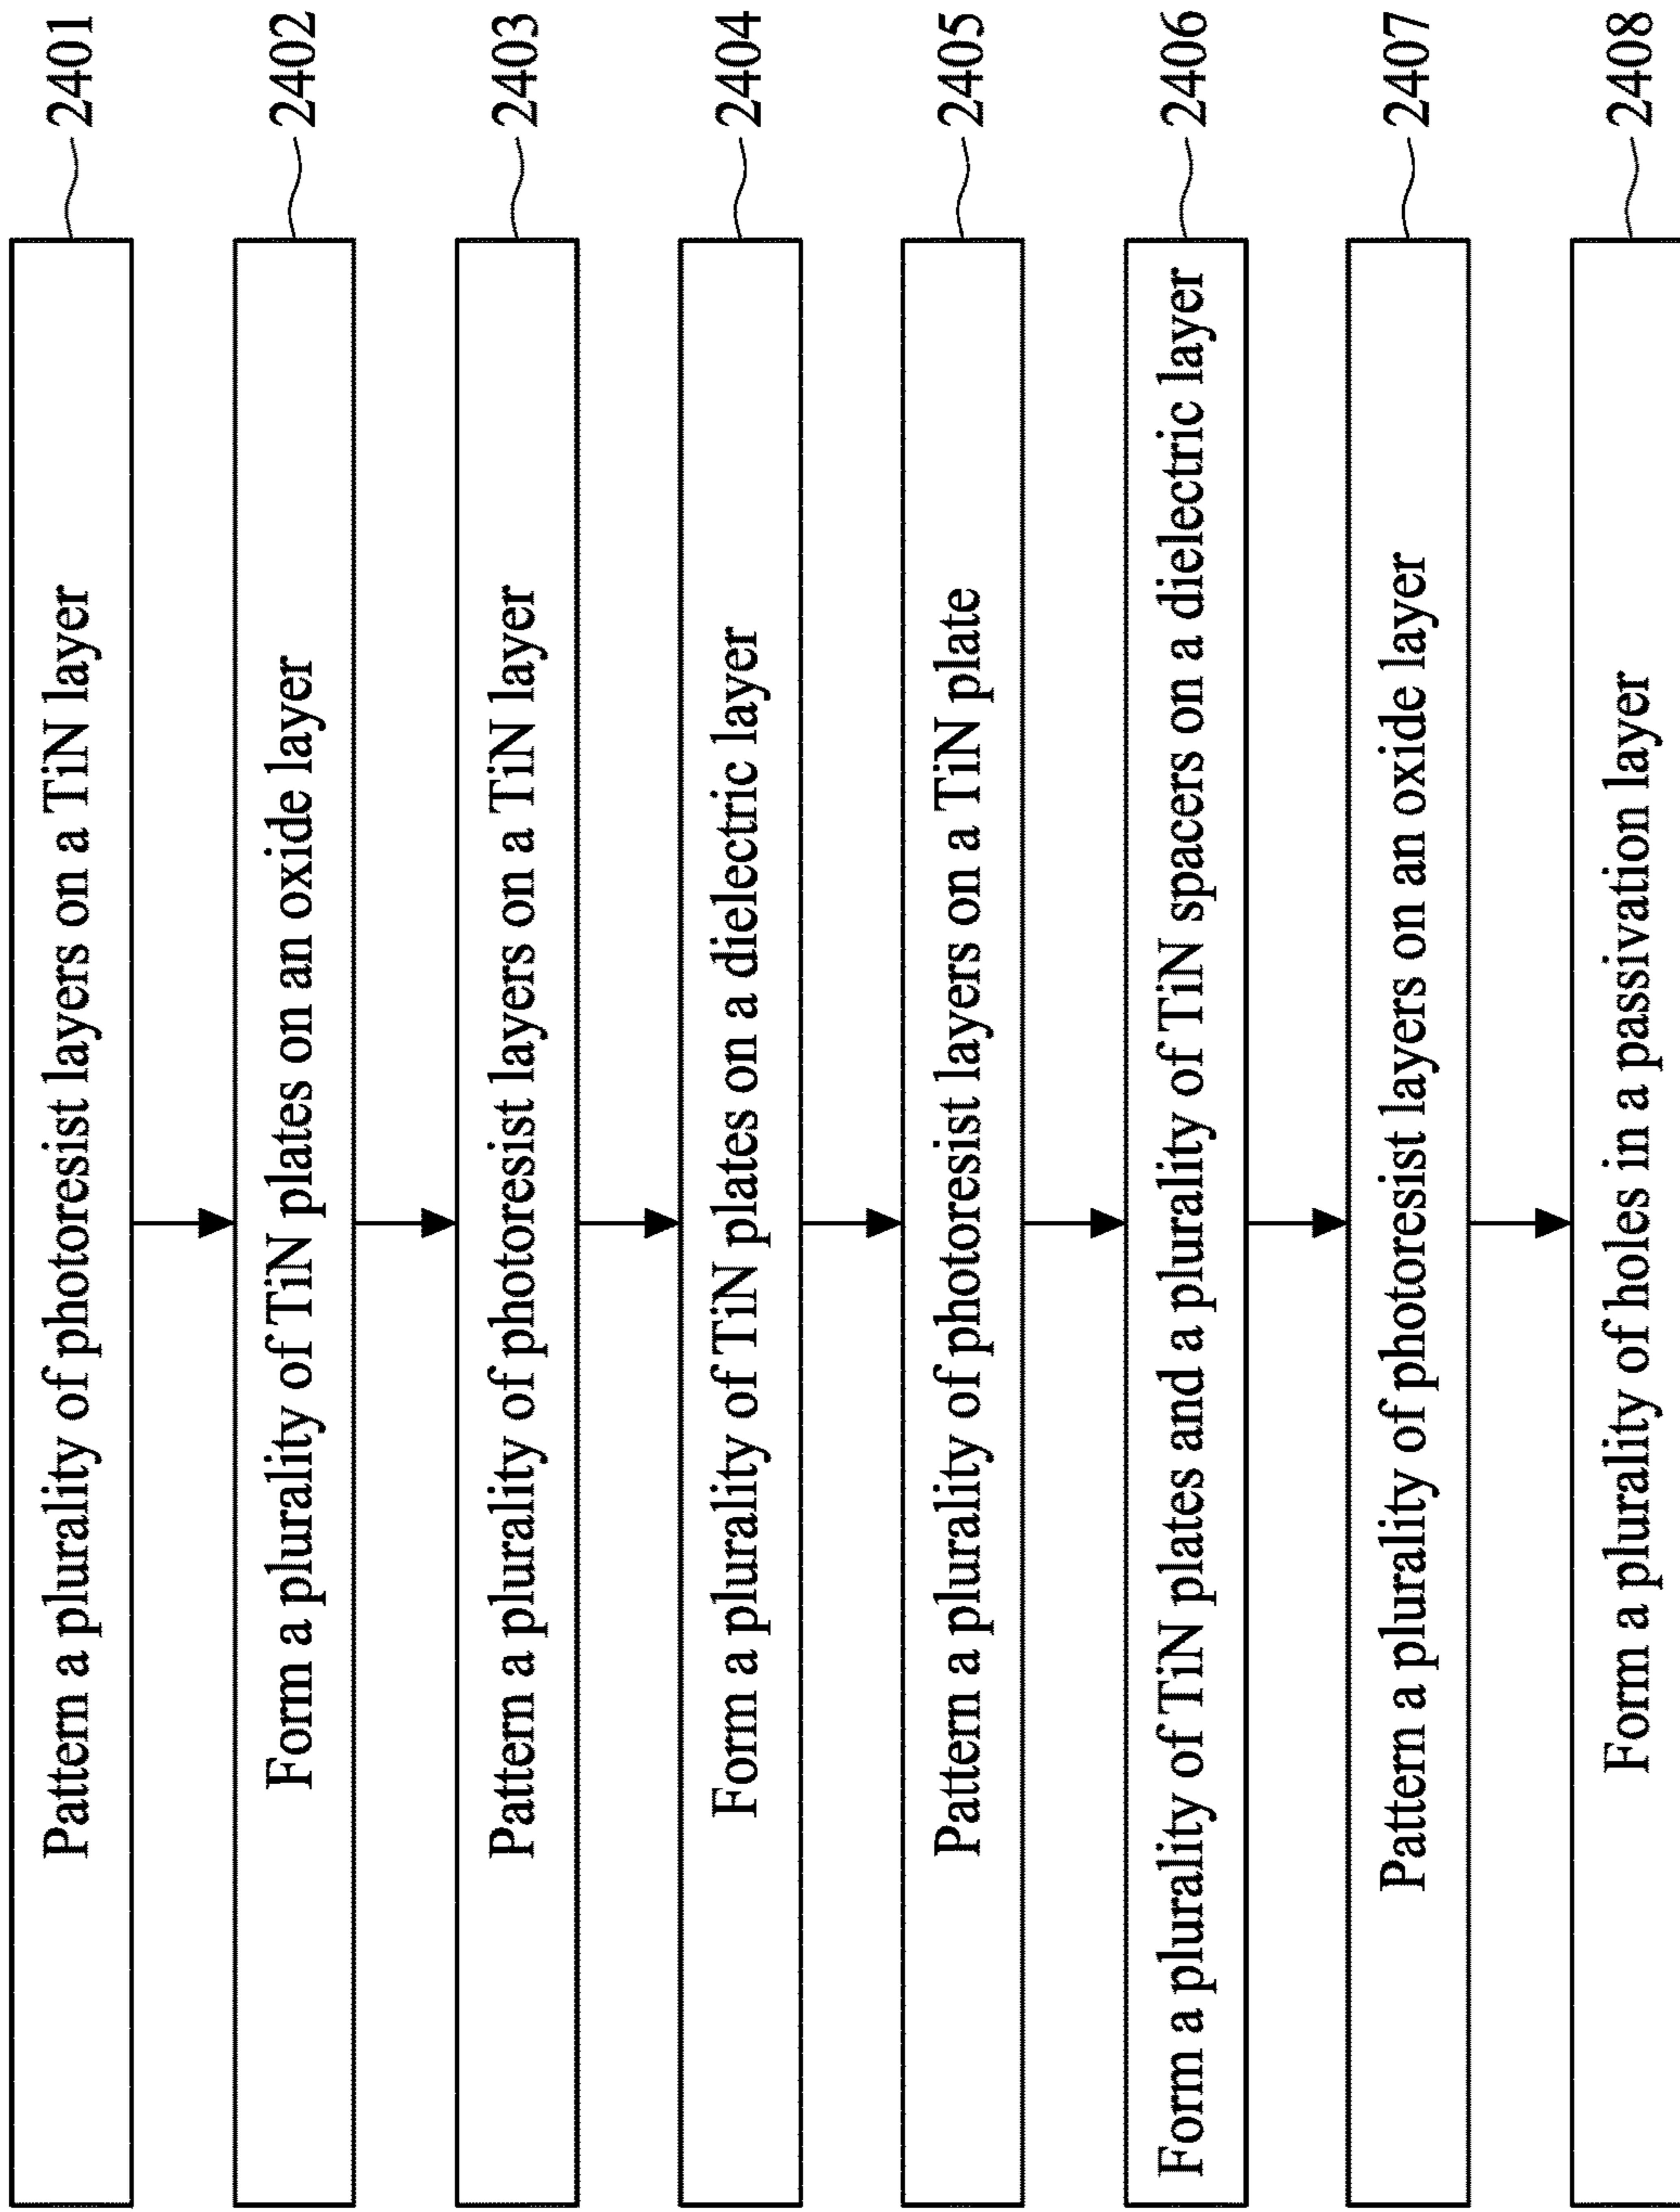 Pattern a plurality of photoresist layers on a TiN layer
2401
Form a plurality of TiN plates on an oxide layer
2402
Pattern a plurality of photoresist layers on a TiN layer
2403
Form a plurality of TiN plates on a dielectric layer
2404
Pattern a plurality of photoresist layers on a TiN plate
2405
Form a plurality of TiN plates and a plurality of TiN spacers on a dielectric layer
2406
Pattern a plurality of photoresist layers on an oxide layer
2407
Form a plurality of holes in a passivation layer
2408